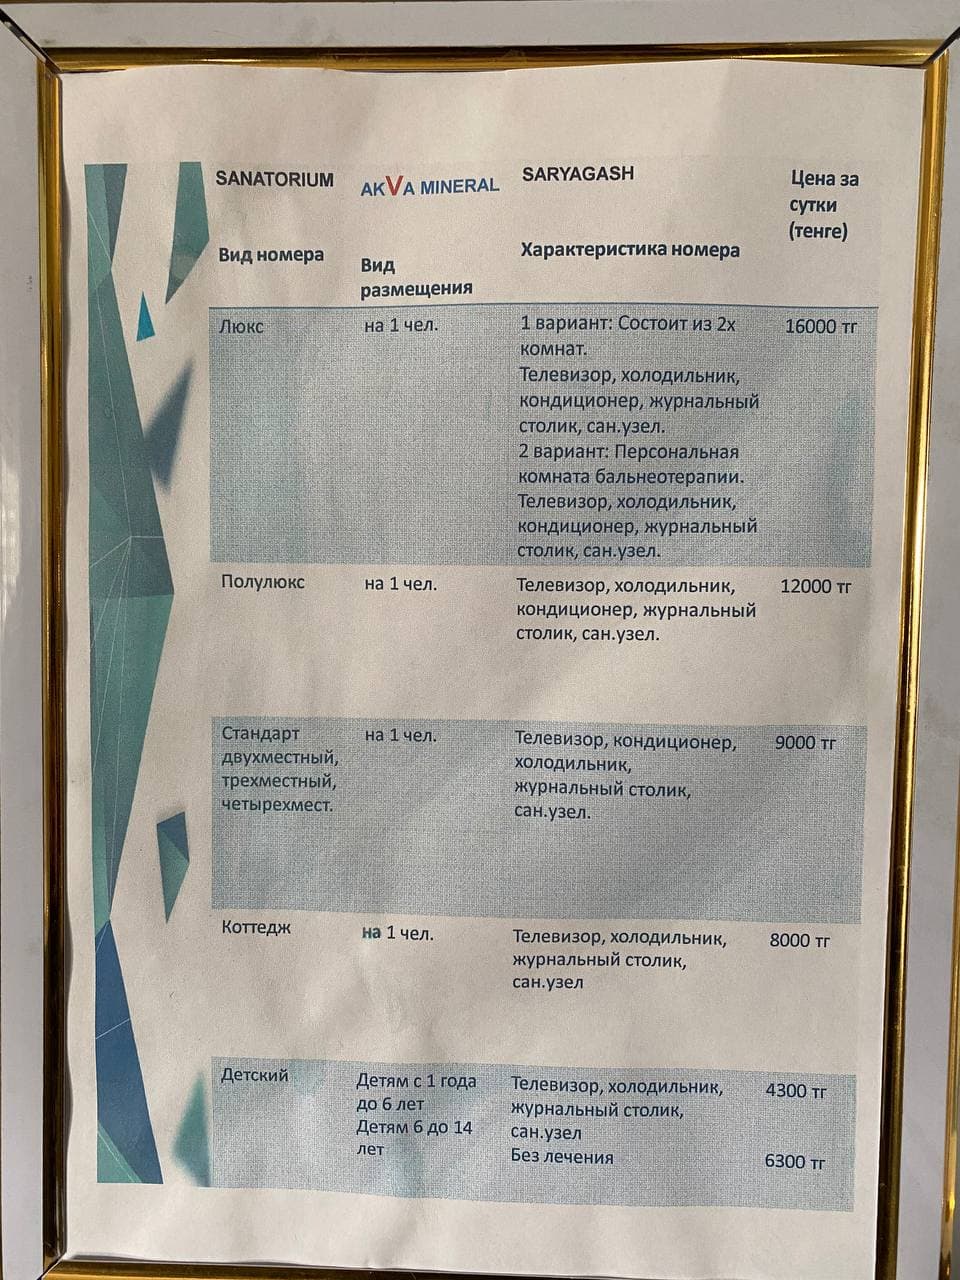 SANATORIUM AKVA MINERAL SARYAGASH Цена за
сутки
(тенге)
Вид номера Вид Характеристика номера
размещения
Люкс на 1 чел. 1 вариант: Состоит из 2х 16000 тг
комнат.
Телевизор, холодильник,
кондиционер, журнальный
столик, сан.узел.
2 вариант: Персональная
комната бальнеотерапии.
Телевизор, холодильник,
кондиционер, журнальный
столик, сан.узел.
Полулюкс на 1 чел. Телевизор, холодильник, 12000 тг
кондиционер, журнальный
столик, сан.узел.
Стандарт на 1 чел. Телевизор, кондиционер, 9000 тг
двухместный, холодильник,
трехместный, журнальный столик,
четырехмест. сан.узел.
Коттедж на 1 чел. Телевизор, холодильник, 8000 тг
журнальный столик,
сан.узел
Детский Детям с 1 года Телевизор, холодильник, 4300 тг
до 6 лет журнальный столик,
Детям 6 до 14 сан.узел
лет Без лечения 6300 тг